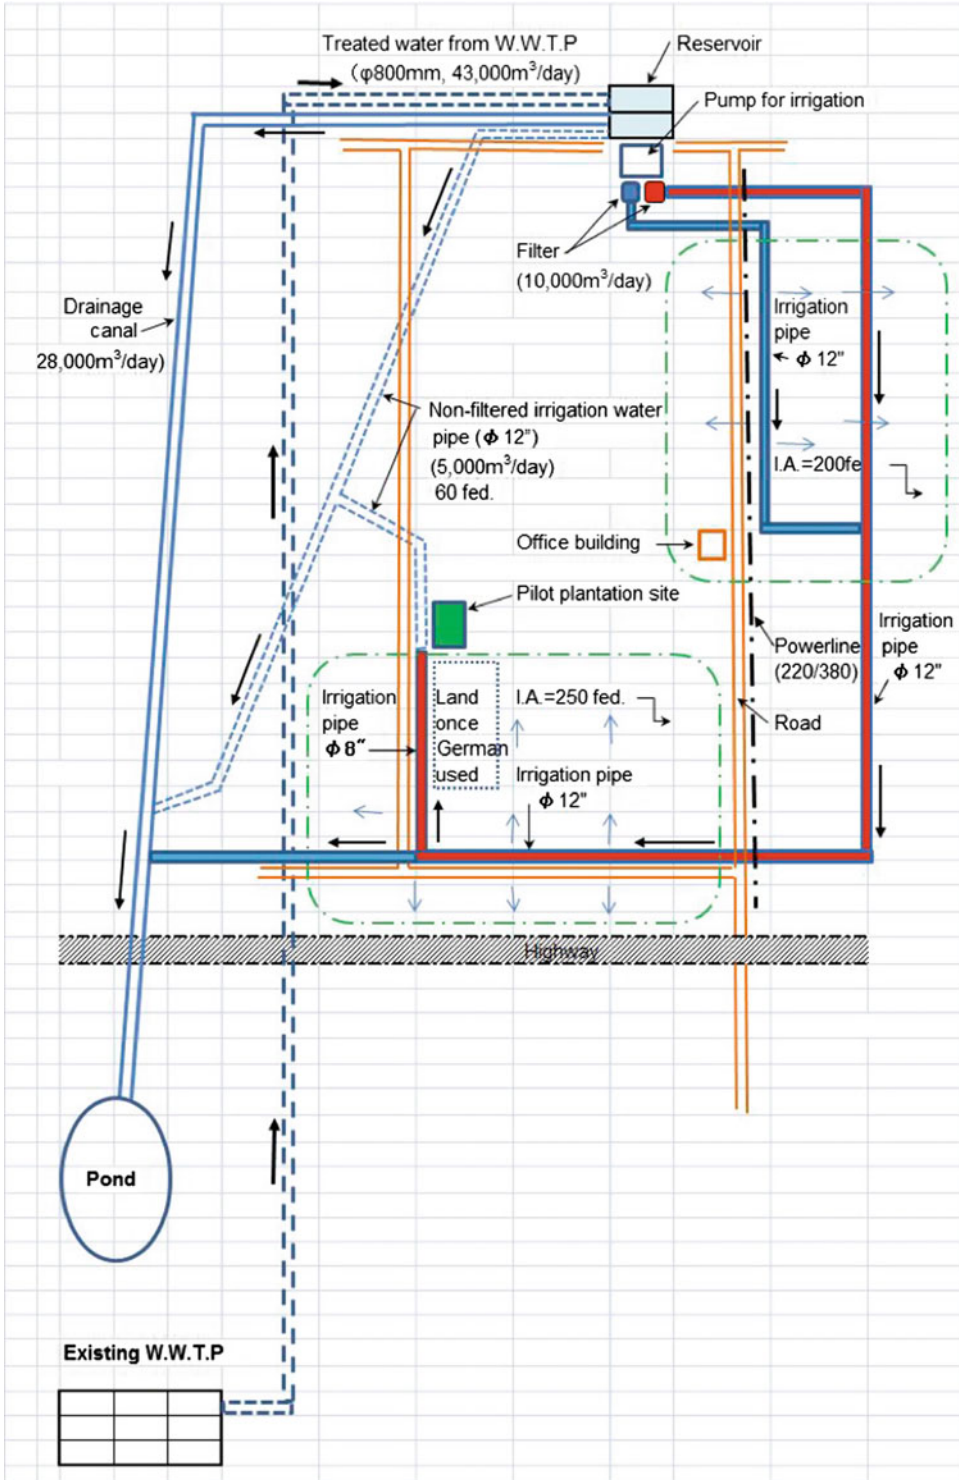 Treated water from W.W.T.P
(φ800mm, 43,000m³/day)
Reservoir
Pump for irrigation
Filter
(10,000m³/day)
Drainage
canal
28,000m³/day)
Irrigation
pipe
ϕ 12"
Non-filtered irrigation water
pipe (ϕ 12")
(5,000m³/day)
60 fed.
I.A.=200fe
Office building
Pilot plantation site
Powerline
(220/380)
Irrigation
pipe
ϕ 12"
Irrigation
pipe
ϕ 8"
Land
once
German
used
I.A.=250 fed.
Road
Irrigation pipe
ϕ 12"
Highway
Pond
Existing W.W.T.P